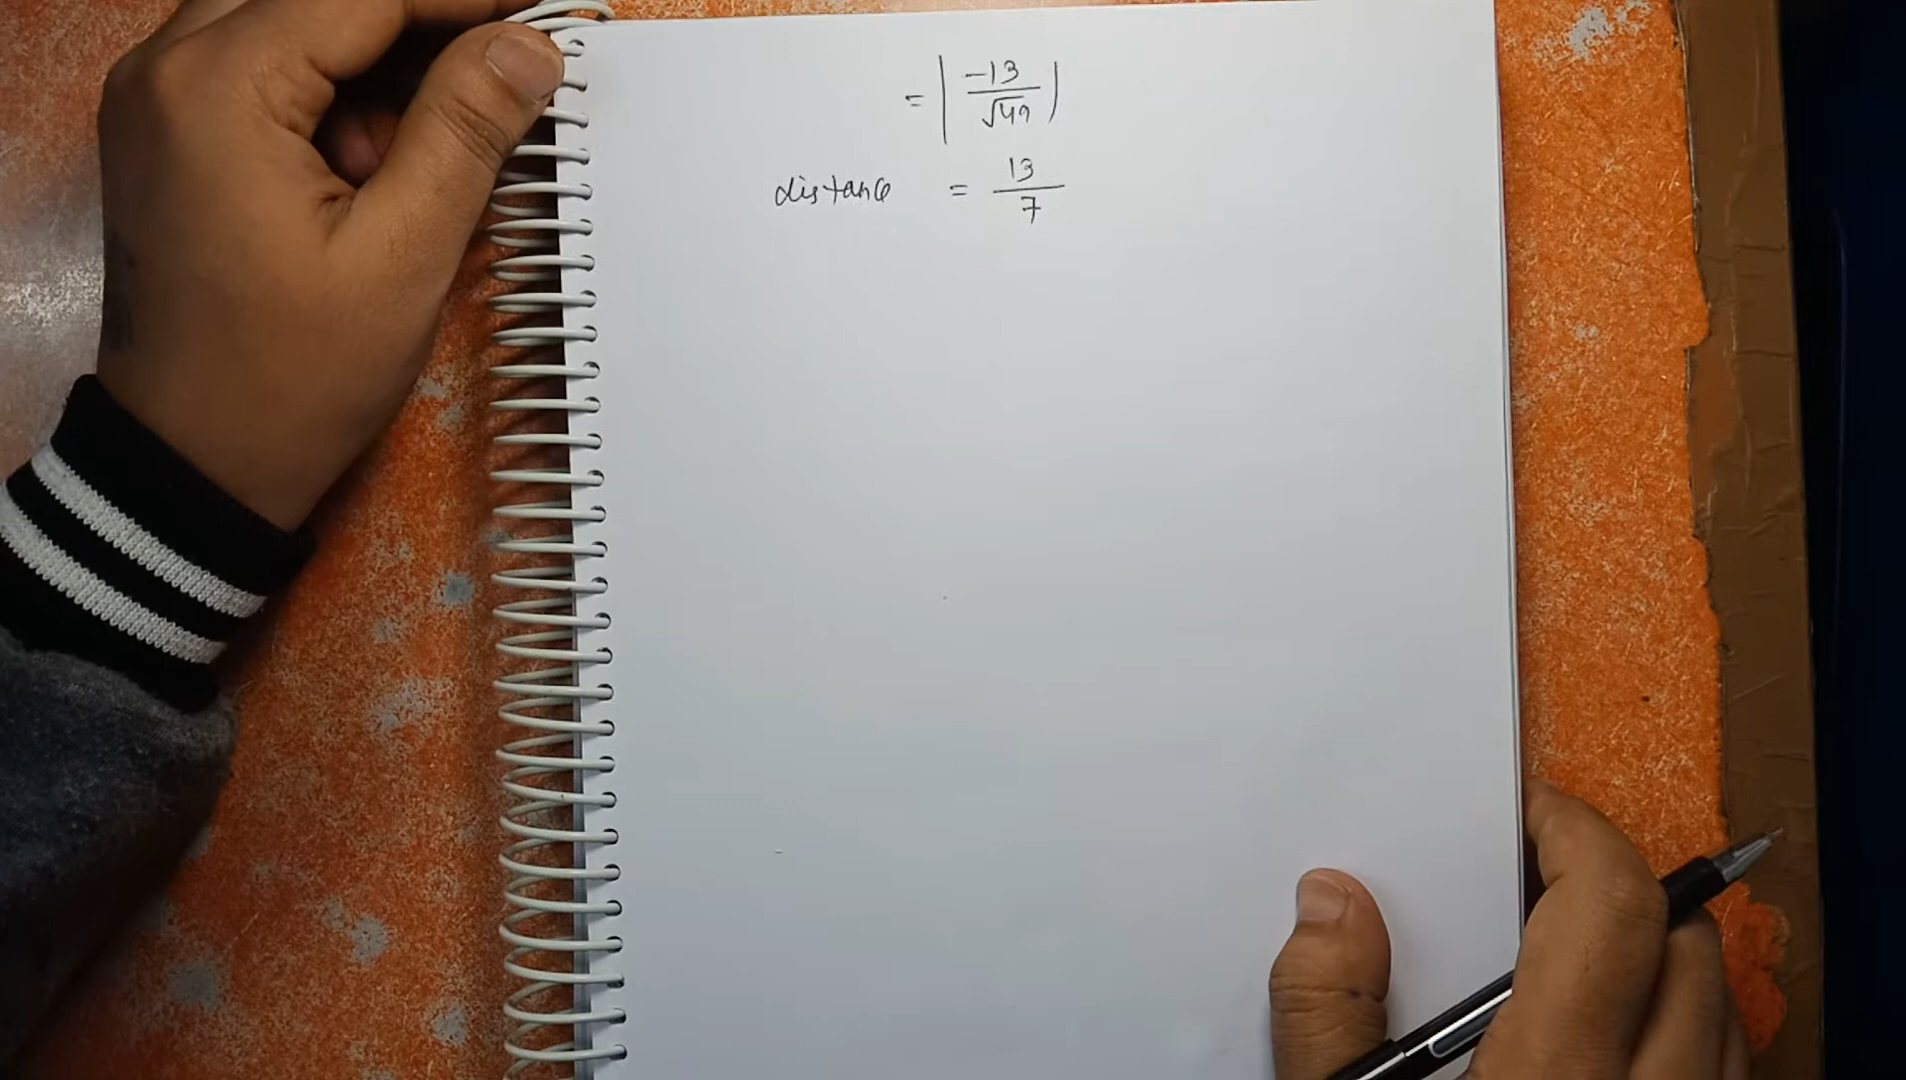 = | -13 / √49 |
distance = 13 / 7